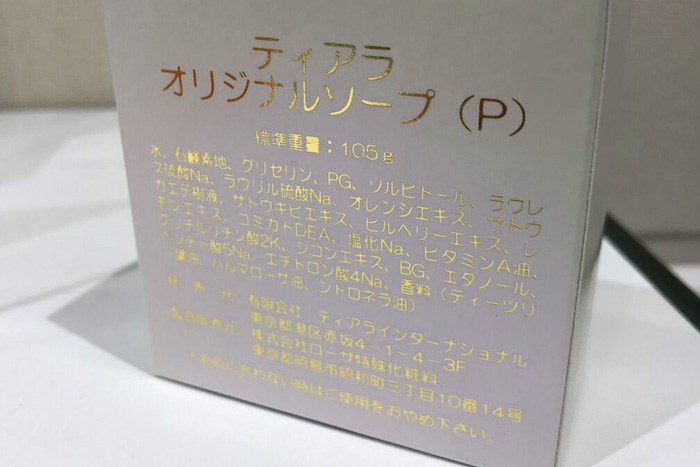 ティアラ
オリジナルソープ（P）
標準重量：105g
水、石酸素地、グリセリン、PG、ソルビトール、ラウレ
ス硫酸Na、ラウリル硫酸Na、オレンジエキス、サトウ
カエデ樹液、サトウキビエキス、ビルベリーエキス、レ
モンエキス、コミカトDEA、塩化Na、ビタミンA油、
グリチルリチン酸2K、シコンエキス、BG、エタノール、
ペンテト酸5Na、エチドロン酸4Na、香料（ティーツリ
油、パルマローザ油、シトロネラ油）
有限会社 ティアラインターナショナル
東京都港区赤坂4-1-4-3F
製造販売元 株式会社ローザ特殊化粧料
東京都昭島市昭和町三丁目10番14号
＊お肌に合わない時はご使用をおやめ下さい。